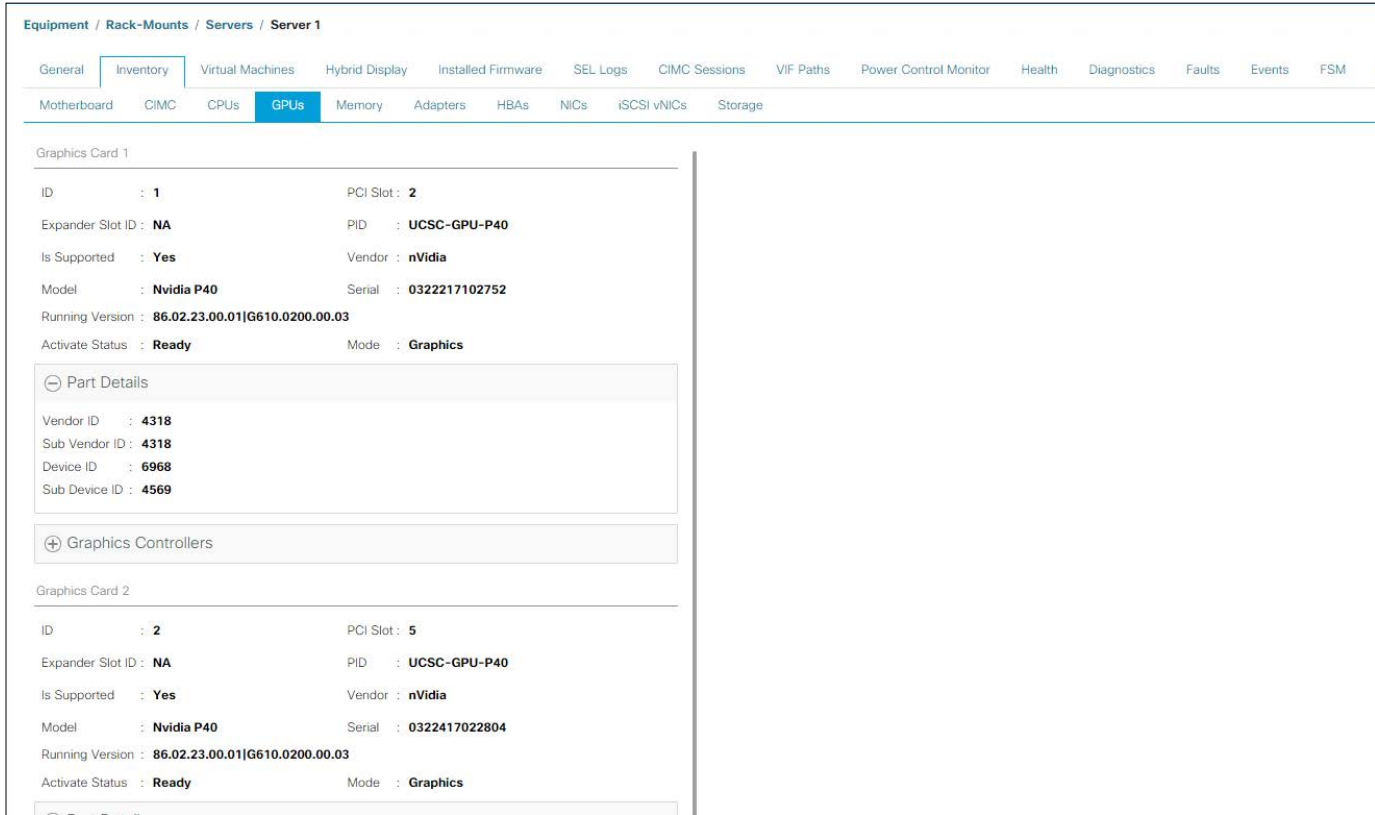 Equipment / Rack-Mounts / Servers / Server 1
General Inventory Virtual Machines Hybrid Display Installed Firmware SEL Logs CIMC Sessions VIF Paths Power Control Monitor Health Diagnostics Faults Events FSM
Motherboard CIMC CPUs GPUs Memory Adapters HBAs NICs iSCSI vNICs Storage
Graphics Card 1
ID : 1 PCI Slot : 2
Expander Slot ID : NA PID : UCSC-GPU-P40
Is Supported : Yes Vendor : nVidia
Model : Nvidia P40 Serial : 0322217102752
Running Version : 86.02.23.00.01|G610.0200.00.03
Activate Status : Ready Mode : Graphics
Part Details
Vendor ID : 4318
Sub Vendor ID : 4318
Device ID : 6968
Sub Device ID : 4569
Graphics Controllers
Graphics Card 2
ID : 2 PCI Slot : 5
Expander Slot ID : NA PID : UCSC-GPU-P40
Is Supported : Yes Vendor : nVidia
Model : Nvidia P40 Serial : 0322417022804
Running Version : 86.02.23.00.01|G610.0200.00.03
Activate Status : Ready Mode : Graphics